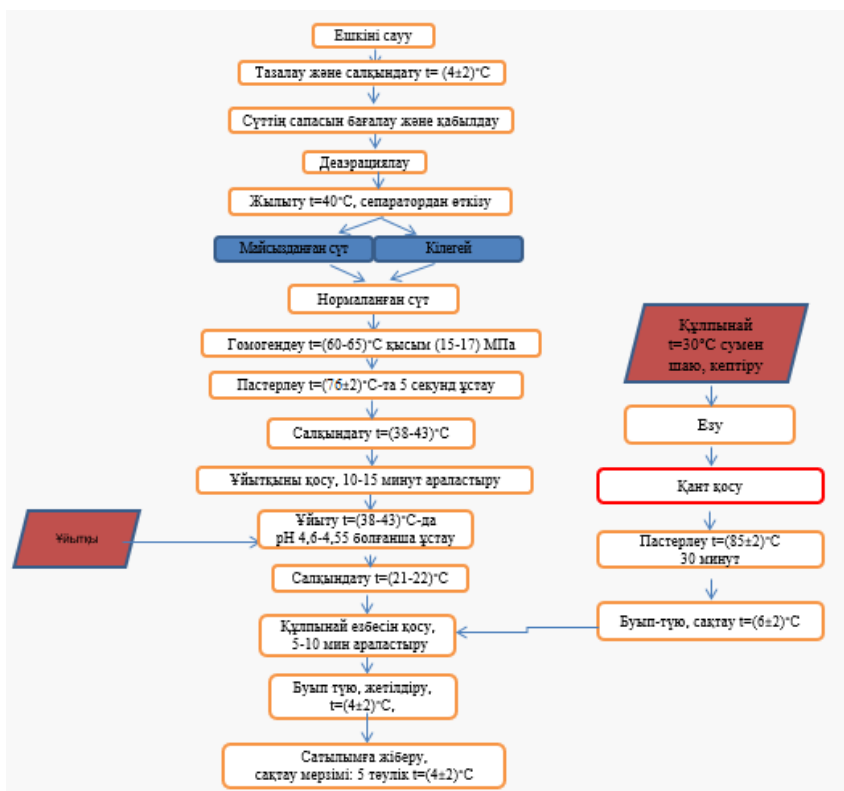 Ешкіні сауу
Тазалау және салқындату t= (4±2)°C
Сүттің сапасын бағалау және қабылдау
Деаэрациялау
Жылыту t=40°C, сепаратордан өткізу
Майсызданған сүт
Кілегей
Нормаланған сүт
Гомогендеу t=(60-65)°C қысым (15-17) МПа
Пастерлеу t=(76±2)°C-та 5 секунд ұстау
Салқындату t=(38-43)°C
Ұйытқыны қосу, 10-15 минут араластыру
Ұйытқы
Ұйыту t=(38-43)°C-да
pH 4,6-4,55 болғанша ұстау
Салқындату t=(21-22)°C
Құлпынай езбесін қосу,
5-10 мин араластыру
Буып түю, жетілдіру,
t=(4±2)°C,
Сатылымға жіберу,
сақтау мерзімі: 5 тәулік t=(4±2)°C
Құлпынай
t=30°C сумен
шаю, кептіру
Езу
Қант қосу
Пастерлеу t=(85±2)°C
30 минут
Буып-түю, сақтау t=(6±2)°C